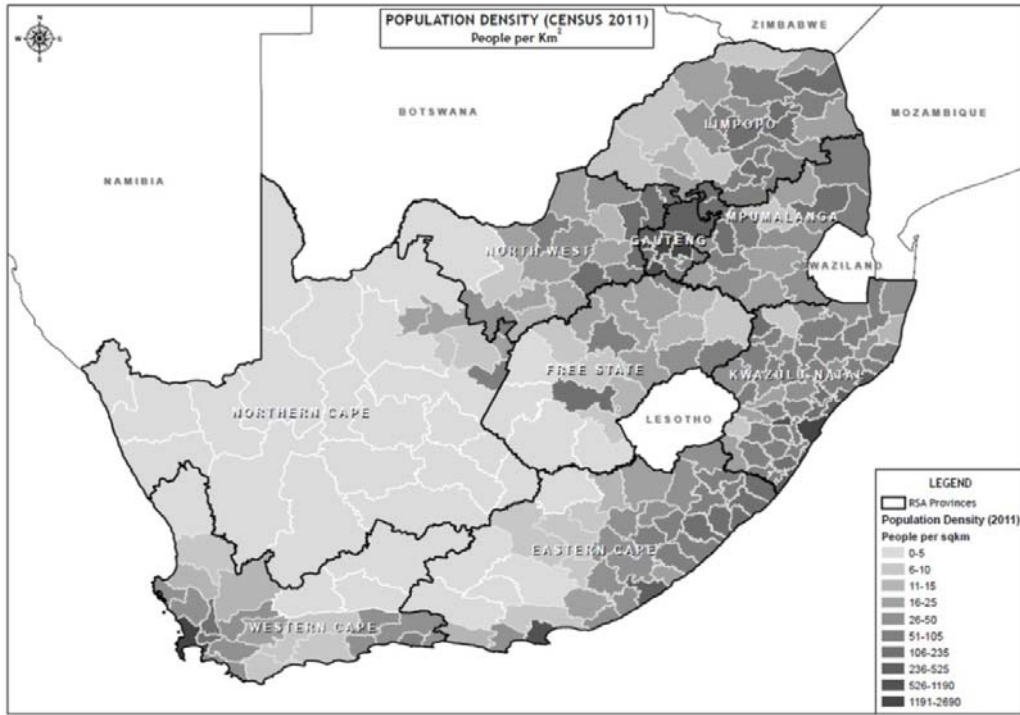 POPULATION DENSITY (CENSUS 2011)
People per Km²
N
W
E
S
ZIMBABWE
BOTSWANA
MOZAMBIQUE
NAMIBIA
LIMPOPO
MPUMALANGA
GAUTENG
NORTH WEST
WAZILAND
FREE STATE
KWAZULU-NATAL
LESOTHO
NORTHERN CAPE
EASTERN CAPE
WESTERN CAPE
LEGEND
RSA Provinces
Population Density (2011)
People per sqkm
0-5
6-10
11-15
16-25
26-50
51-105
106-235
236-525
526-1190
1191-2690